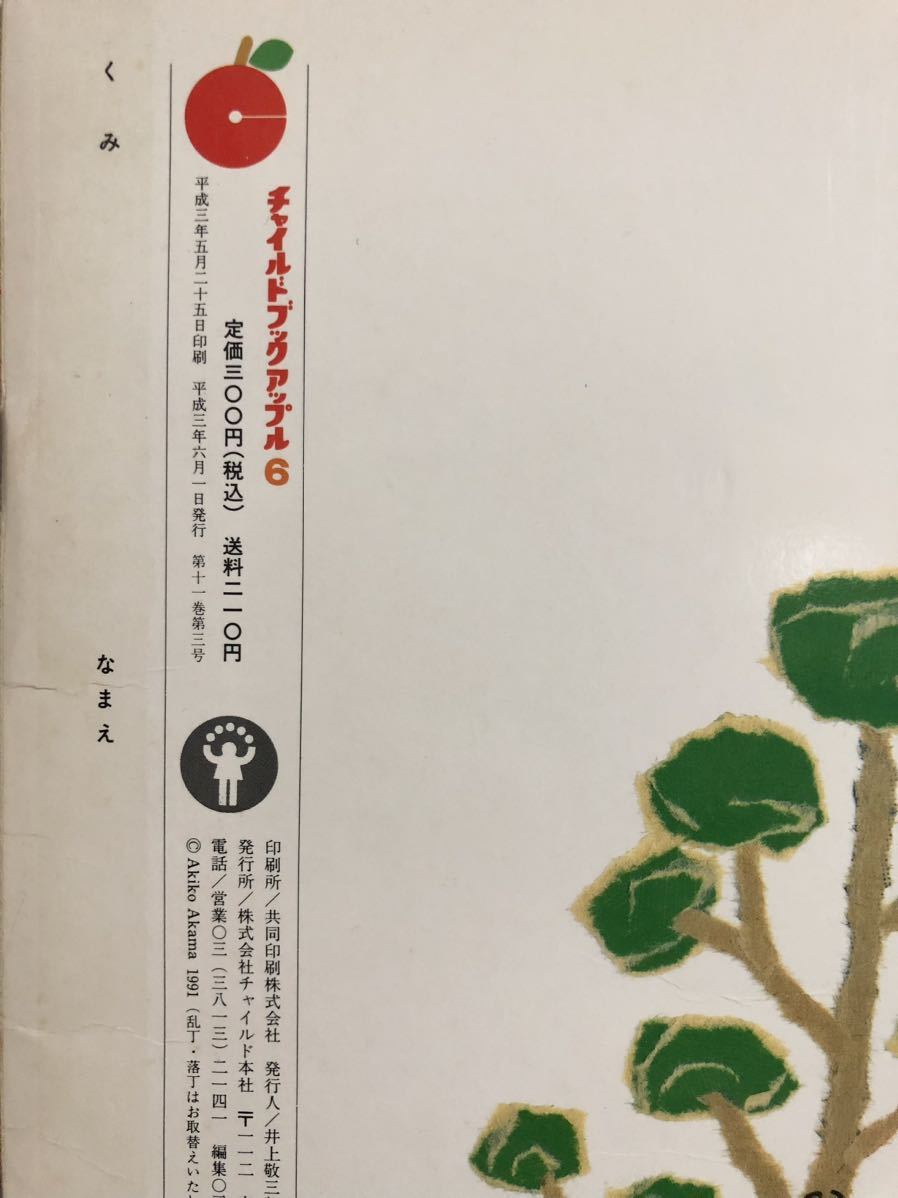 チャイルドブックアップル6
定価三〇〇円(税込) 送料二一〇円
平成三年五月二十五日印刷 平成三年六月一日発行 第十一巻第三号
くみ
なまえ
印刷所／共同印刷株式会社 発行人／井上敬三
発行所／株式会社チャイルド本社 〒一一二
電話／営業〇三(三八一三)二一四一 編集〇
©Akiko Akama 1991 (乱丁・落丁はお取替えいた